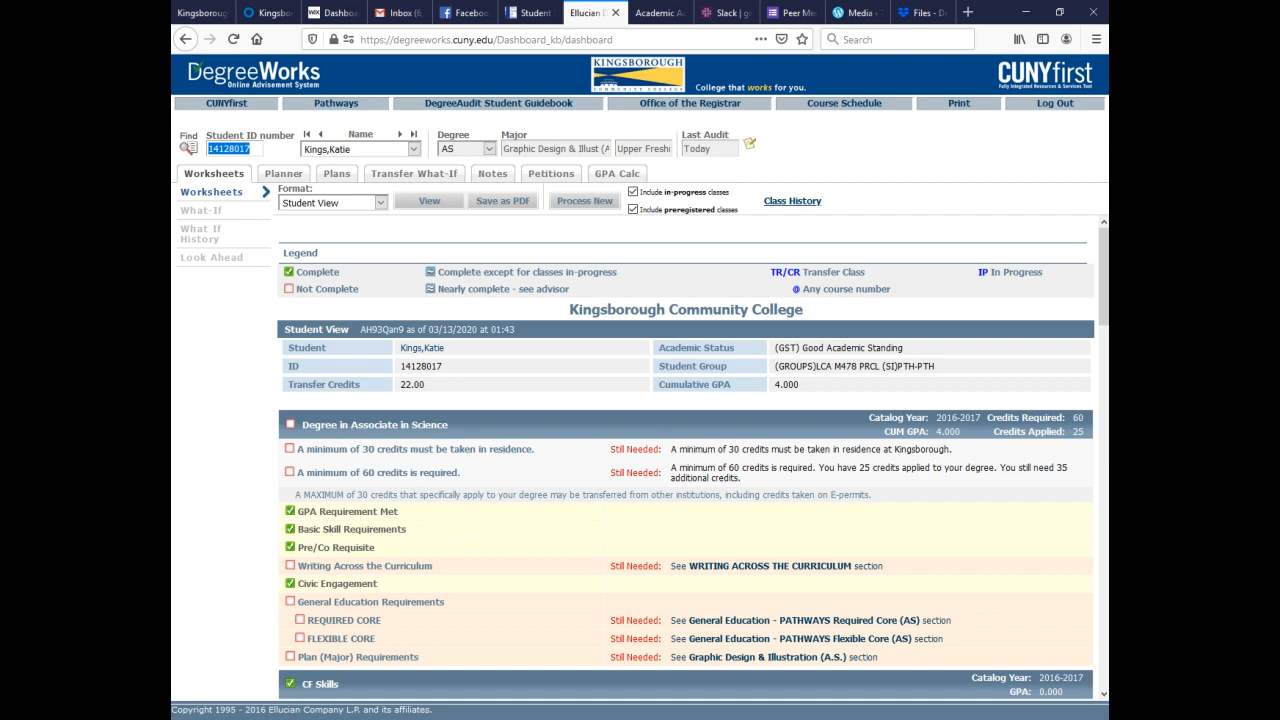 Kingsboroug Kingsbo Dashboa Inbox (6, Faceboo Student Ellucian D Academic Ac Slack | g Peer Me Media Files - D
https://degreeworks.cuny.edu/Dashboard_kb/dashboard Search
DegreeWorks
Online Advisement System
KINGSBOROUGH
College that works for you.
CUNYfirst
Fully Integrated Resources & Services Tool
CUNYfirst Pathways DegreeAudit Student Guidebook Office of the Registrar Course Schedule Print Log Out
Find Student ID number Name Degree Major Last Audit
14128017 Kings,Katie AS Graphic Design & Illust (A Upper Freshi Today
Worksheets Planner Plans Transfer What-If Notes Petitions GPA Calc
Worksheets
What-If
What If
History
Look Ahead
Format:
Student View View Save as PDF Process New
Include in-progress classes
Include preregistered classes
Class History
Legend
Complete Complete except for classes in-progress TR/CR Transfer Class IP In Progress
Not Complete Nearly complete - see advisor @ Any course number
Kingsborough Community College
Student View AH93Qan9 as of 03/13/2020 at 01:43
Student Kings,Katie Academic Status (GST) Good Academic Standing
ID 14128017 Student Group (GROUPS)LCA M478 PRCL (SI)PTH-PTH
Transfer Credits 22.00 Cumulative GPA 4.000
Degree in Associate in Science
Catalog Year: 2016-2017 Credits Required: 60
CUM GPA: 4.000 Credits Applied: 25
A minimum of 30 credits must be taken in residence. Still Needed: A minimum of 30 credits must be taken in residence at Kingsborough.
A minimum of 60 credits is required. Still Needed: A minimum of 60 credits is required. You have 25 credits applied to your degree. You still need 35
additional credits.
A MAXIMUM of 30 credits that specifically apply to your degree may be transferred from other institutions, including credits taken on E-permits.
GPA Requirement Met
Basic Skill Requirements
Pre/Co Requisite
Writing Across the Curriculum Still Needed: See WRITING ACROSS THE CURRICULUM section
Civic Engagement
General Education Requirements
REQUIRED CORE Still Needed: See General Education - PATHWAYS Required Core (AS) section
FLEXIBLE CORE Still Needed: See General Education - PATHWAYS Flexible Core (AS) section
Plan (Major) Requirements Still Needed: See Graphic Design & Illustration (A.S.) section
CF Skills
Catalog Year: 2016-2017
GPA: 0.000
Copyright 1995 - 2016 Ellucian Company L.P. and its affiliates.